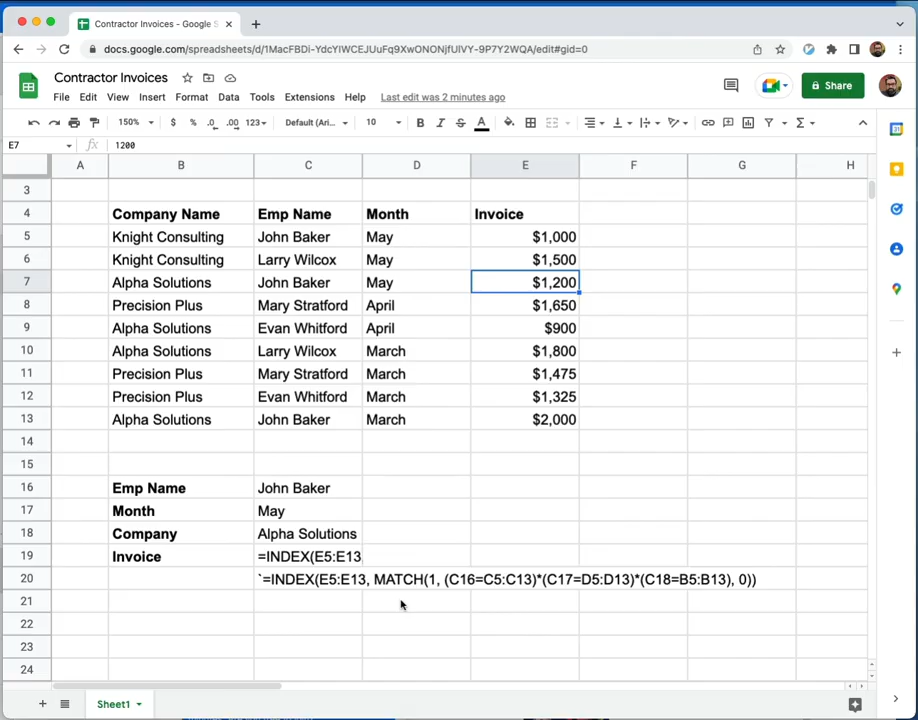 Contractor Invoices - Google S
docs.google.com/spreadsheets/d/1MacFBDi-YdcYlWCEJUuFq9XwONONjfUlVY-9P7Y2WQA/edit#gid=0
Contractor Invoices
File Edit View Insert Format Data Tools Extensions Help Last edit was 2 minutes ago
Share
150% $ % .0 .00 123 Default (Ari... 10 B I S A
E7 fx 1200
A B C D E F G H
3
4 Company Name Emp Name Month Invoice
5 Knight Consulting John Baker May $1,000
6 Knight Consulting Larry Wilcox May $1,500
7 Alpha Solutions John Baker May $1,200
8 Precision Plus Mary Stratford April $1,650
9 Alpha Solutions Evan Whitford April $900
10 Alpha Solutions Larry Wilcox March $1,800
11 Precision Plus Mary Stratford March $1,475
12 Precision Plus Evan Whitford March $1,325
13 Alpha Solutions John Baker March $2,000
14
15
16 Emp Name John Baker
17 Month May
18 Company Alpha Solutions
19 Invoice =INDEX(E5:E13
20 `=INDEX(E5:E13, MATCH(1, (C16=C5:C13)*(C17=D5:D13)*(C18=B5:B13), 0))
21
22
23
24
Sheet1